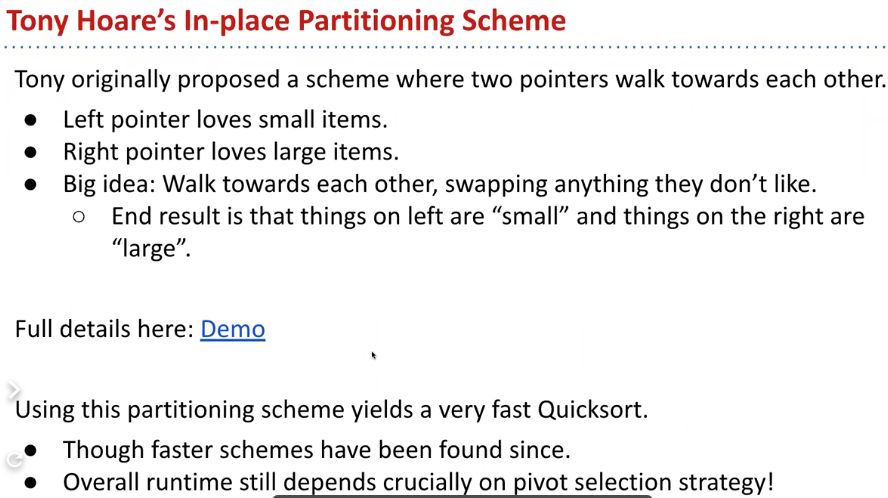 Tony Hoare's In-place Partitioning Scheme
Tony originally proposed a scheme where two pointers walk towards each other.
● Left pointer loves small items.
● Right pointer loves large items.
● Big idea: Walk towards each other, swapping anything they don't like.
○ End result is that things on left are “small” and things on the right are
“large”.
Full details here: Demo
Using this partitioning scheme yields a very fast Quicksort.
● Though faster schemes have been found since.
● Overall runtime still depends crucially on pivot selection strategy!